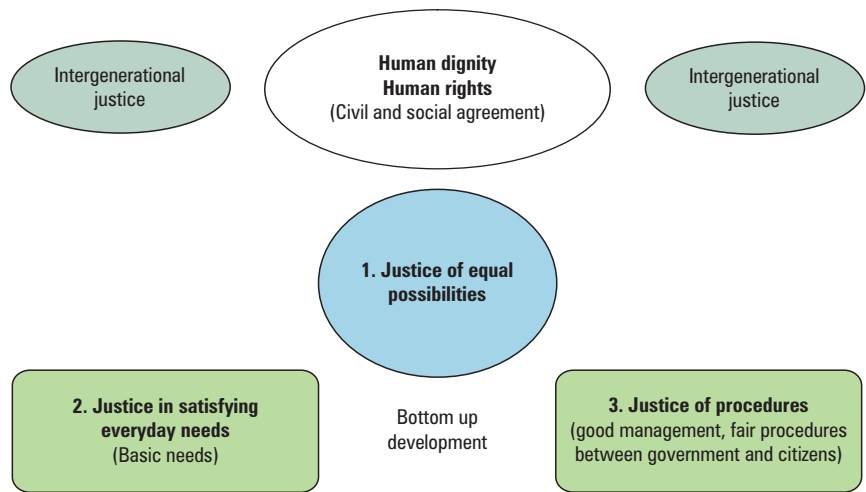 Intergenerational
justice
Human dignity
Human rights
(Civil and social agreement)
Intergenerational
justice
1. Justice of equal
possibilities
2. Justice in satisfying
everyday needs
(Basic needs)
Bottom up
development
3. Justice of procedures
(good management, fair procedures
between government and citizens)